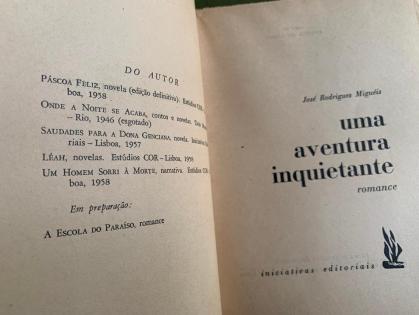 DO AUTOR
PÁSCOA FELIZ, novela (edição definitiva). Estúdios COR
boa, 1958
ONDE A NOITE SE ACABA, contos e novelas.
– Rio, 1946 (esgotado)
SAUDADES PARA A DONA GENCIANA, novela.
riais – Lisboa, 1957
LÉAH, novelas. Estúdios COR – Lisboa,
UM HOMEM SORRI À MORTE, narrativa. Estúdios COR
boa, 1958
Em preparação:
A ESCOLA DO PARAÍSO, romance
José Rodrigues Miguéis
uma
aventura
inquietante
romance
iniciativas editoriais